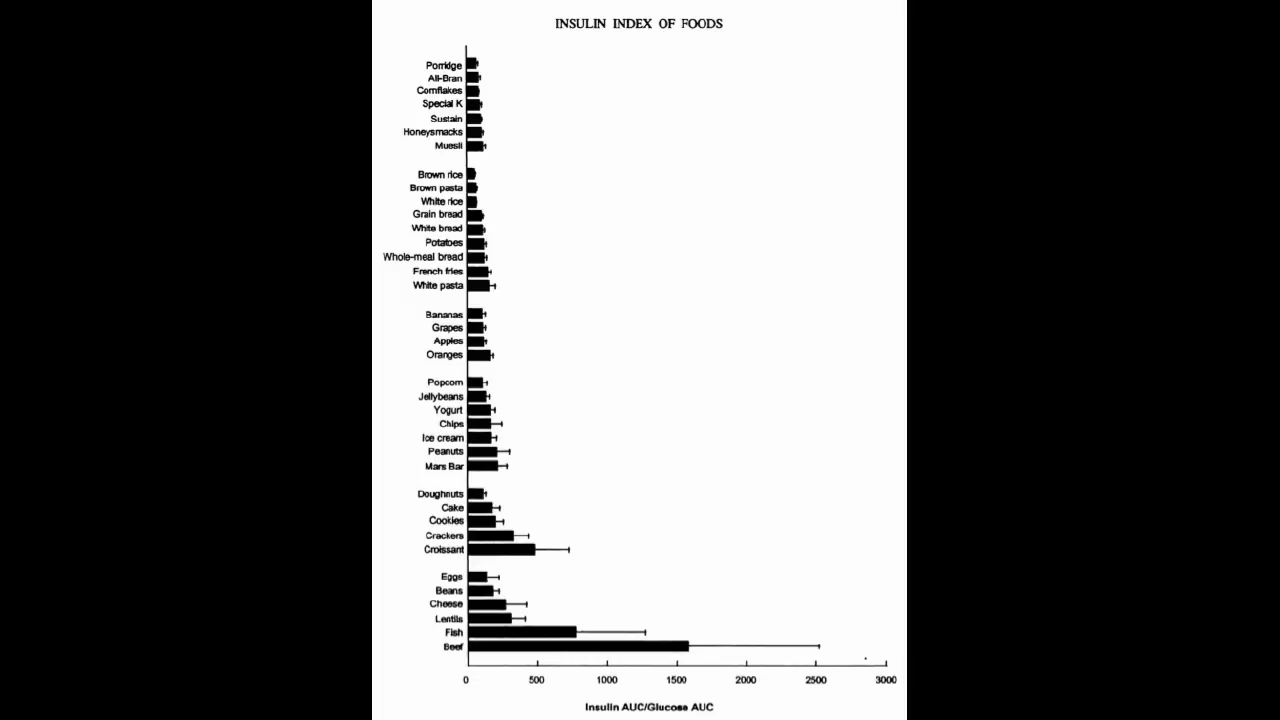 INSULIN INDEX OF FOODS
Porridge
All-Bran
Cornflakes
Special K
Sustain
Honeysmacks
Muesli
Brown rice
Brown pasta
White rice
Grain bread
White bread
Potatoes
Whole-meal bread
French fries
White pasta
Bananas
Grapes
Apples
Oranges
Popcorn
Jellybeans
Yogurt
Chips
Ice cream
Peanuts
Mars Bar
Doughnuts
Cake
Cookies
Crackers
Croissant
Eggs
Beans
Cheese
Lentils
Fish
Beef
0 500 1000 1500 2000 2500 3000
Insulin AUC/Glucose AUC